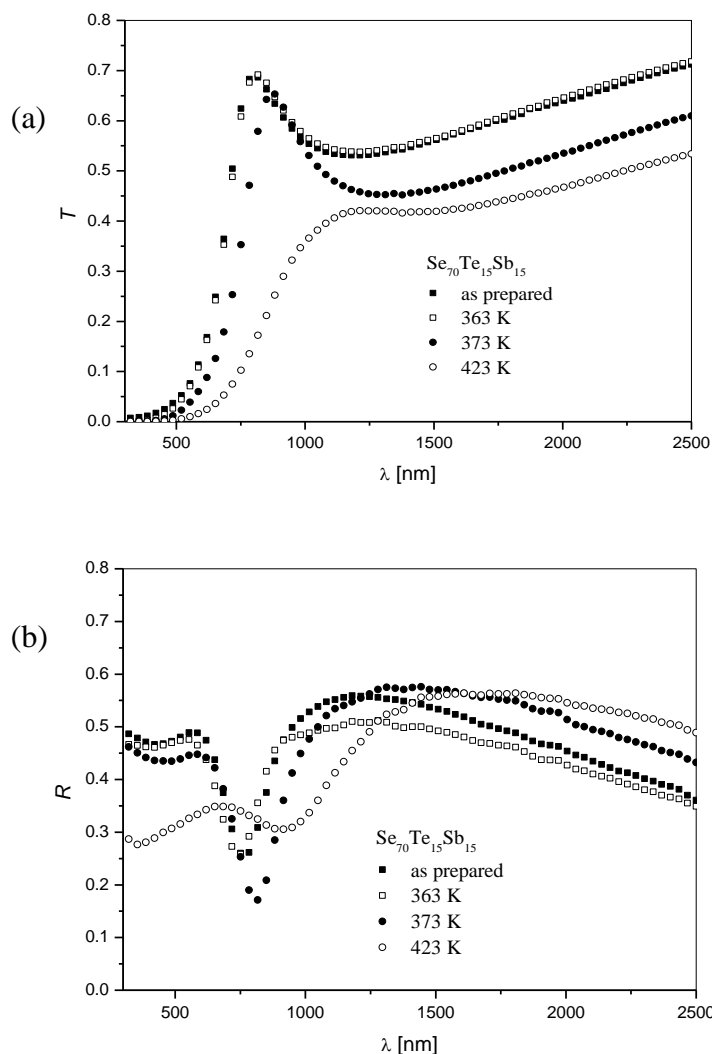 (a)
T
0.8
0.7
0.6
0.5
0.4
0.3
0.2
0.1
0.0
Se₇₀Te₁₅Sb₁₅
as prepared
363 K
373 K
423 K
500 1000 1500 2000 2500
λ [nm]
(b)
R
0.8
0.7
0.6
0.5
0.4
0.3
0.2
0.1
0.0
Se₇₀Te₁₅Sb₁₅
as prepared
363 K
373 K
423 K
500 1000 1500 2000 2500
λ [nm]